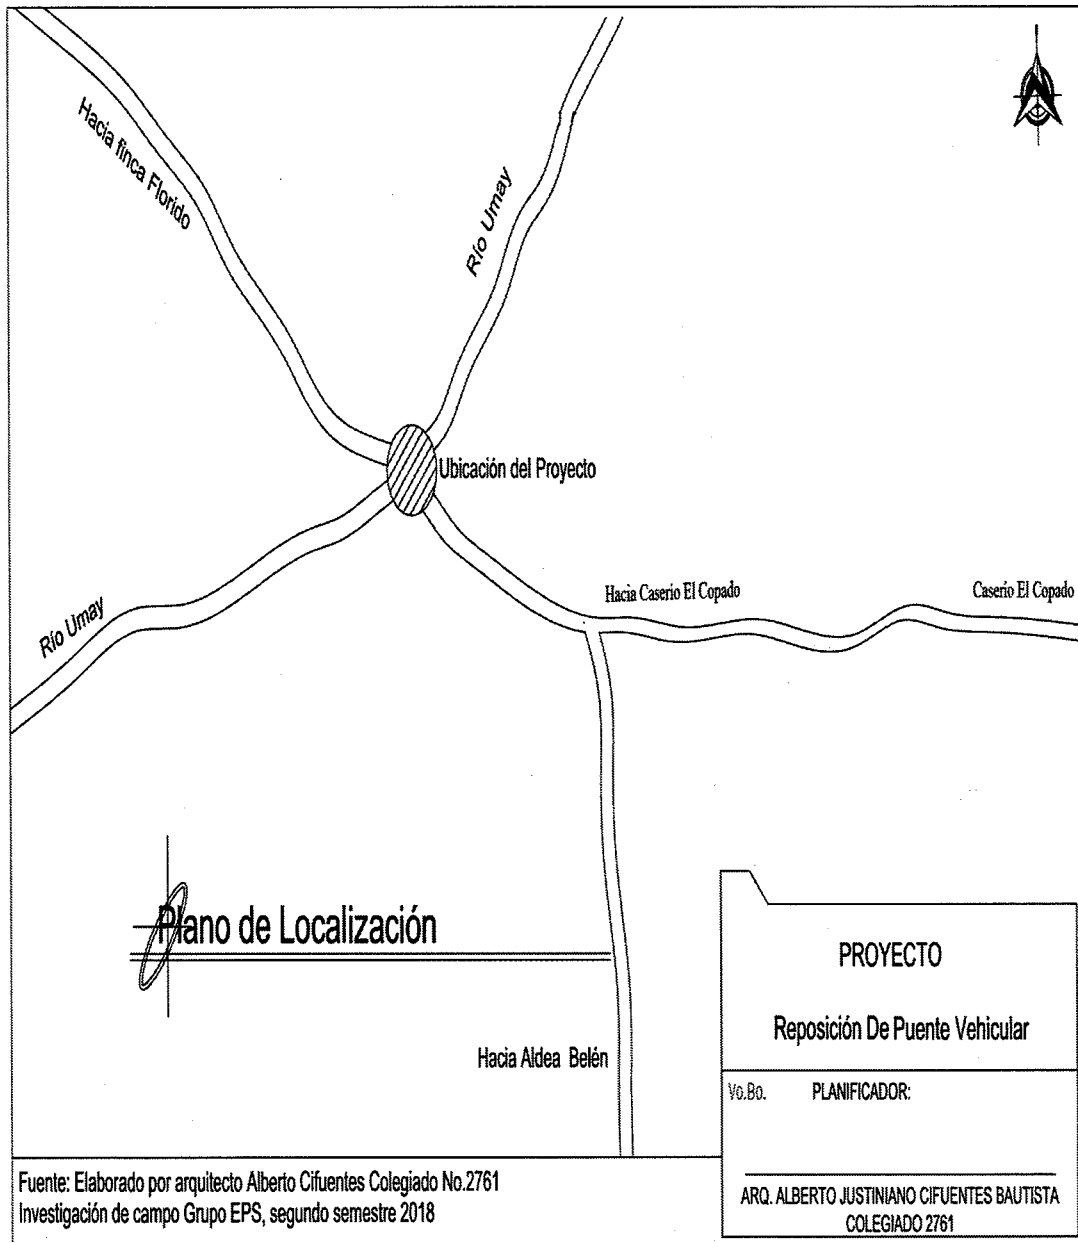 Hacia finca Florido
Río Umay
Ubicación del Proyecto
Hacia Caserio El Copado
Caserio El Copado
Río Umay
Plano de Localización
Hacia Aldea Belén
PROYECTO
Reposición De Puente Vehicular
Vo.Bo. PLANIFICADOR:
ARQ. ALBERTO JUSTINIANO CIFUENTES BAUTISTA
COLEGIADO 2761
Fuente: Elaborado por arquitecto Alberto Cifuentes Colegiado No.2761
Investigación de campo Grupo EPS, segundo semestre 2018